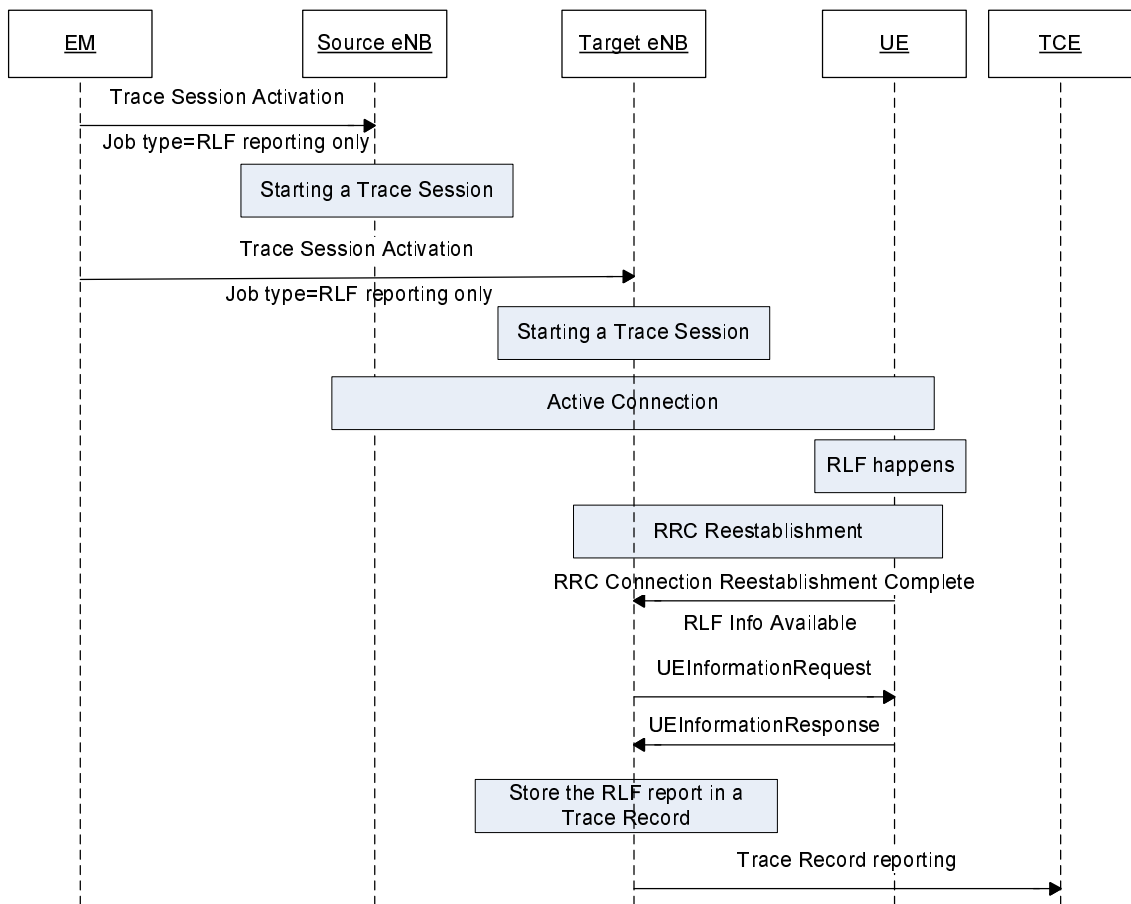 EM
Source eNB
Target eNB
UE
TCE
Trace Session Activation
Job type=RLF reporting only
Starting a Trace Session
Trace Session Activation
Job type=RLF reporting only
Starting a Trace Session
Active Connection
RLF happens
RRC Reestablishment
RRC Connection Reestablishment Complete
RLF Info Available
UEInformationRequest
UEInformationResponse
Store the RLF report in a
Trace Record
Trace Record reporting